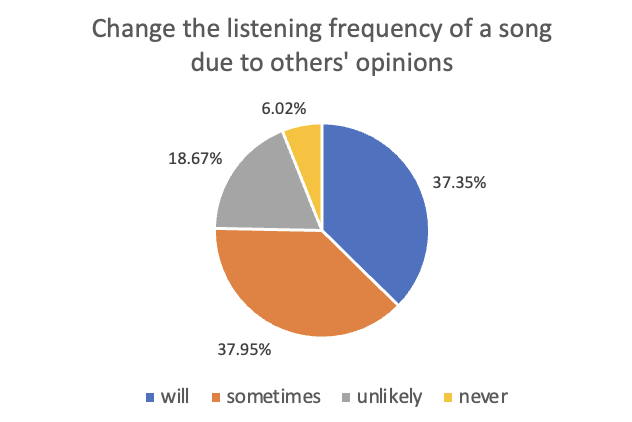 Change the listening frequency of a song
due to others' opinions
6.02%
18.67%
37.35%
37.95%
will sometimes unlikely never